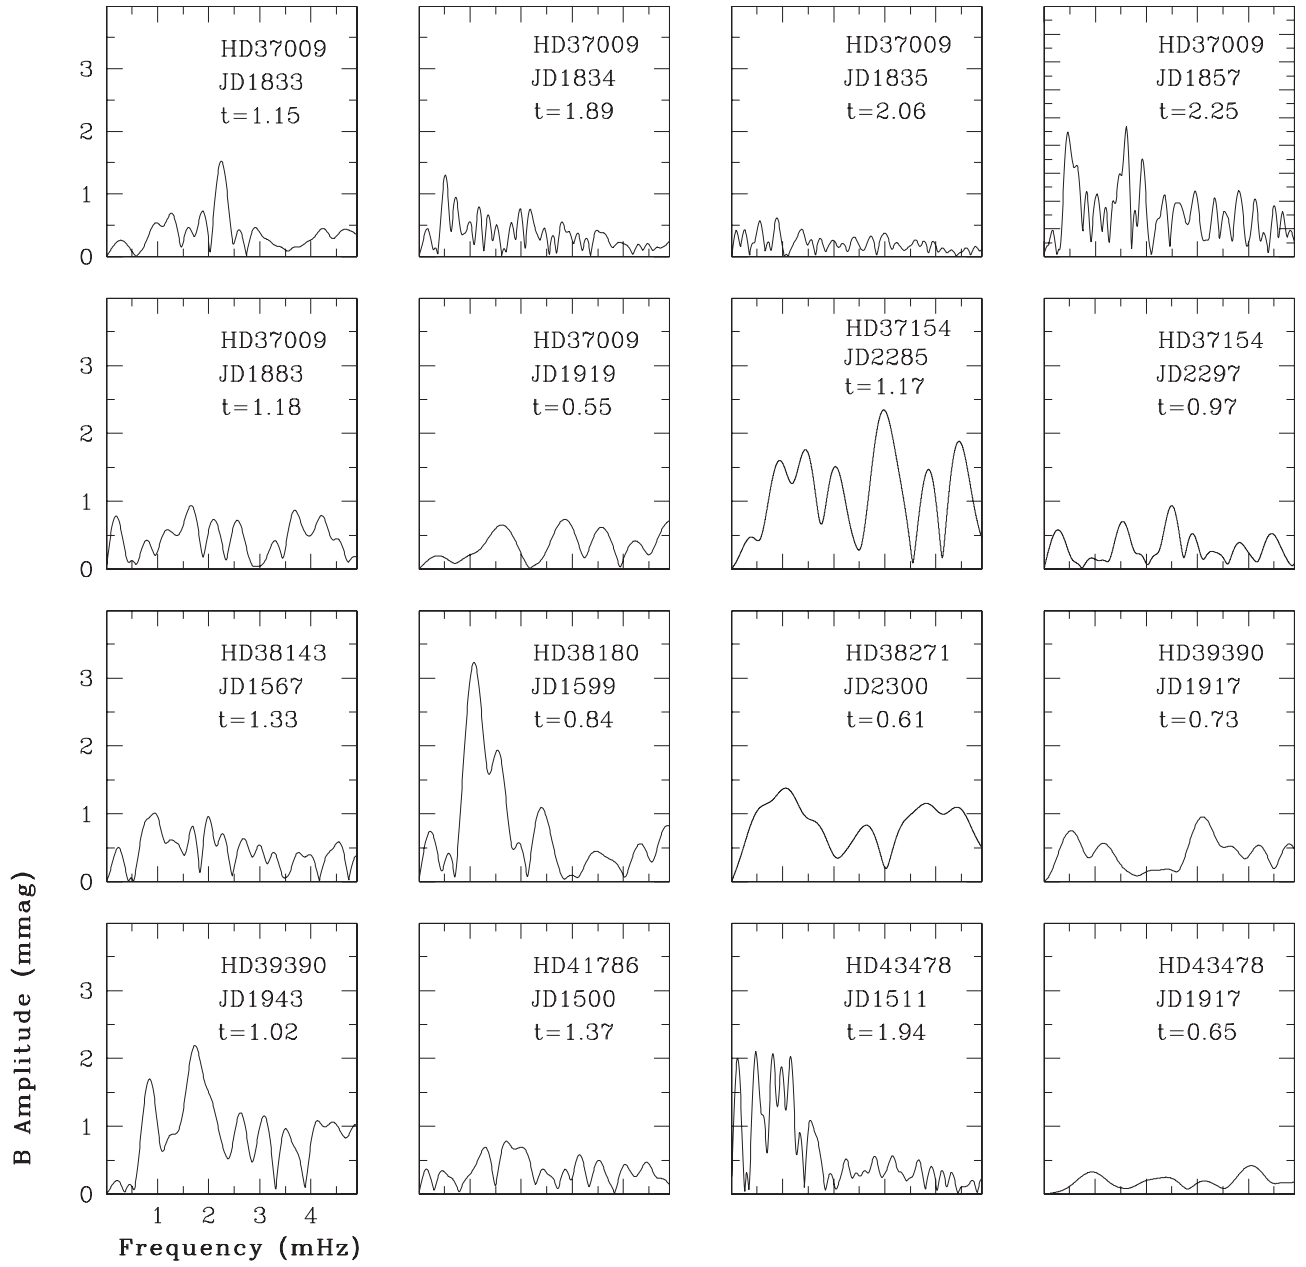 HD37009
JD1833
t=1.15
HD37009
JD1834
t=1.89
HD37009
JD1835
t=2.06
HD37009
JD1857
t=2.25
3
2
1
0
HD37009
JD1883
t=1.18
HD37009
JD1919
t=0.55
HD37154
JD2285
t=1.17
HD37154
JD2297
t=0.97
3
2
1
0
HD38143
JD1567
t=1.33
HD38180
JD1599
t=0.84
HD38271
JD2300
t=0.61
HD39390
JD1917
t=0.73
3
2
1
0
HD39390
JD1943
t=1.02
HD41786
JD1500
t=1.37
HD43478
JD1511
t=1.94
HD43478
JD1917
t=0.65
3
2
1
0
1 2 3 4
Frequency (mHz)
B Amplitude (mmag)